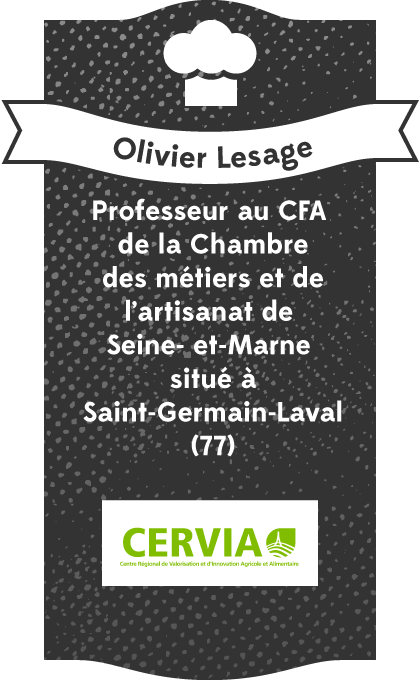 Olivier Lesage
Professeur au CFA
de la Chambre
des métiers et de
l'artisanat de
Seine- et-Marne
situé à
Saint-Germain-Laval
(77)
CERVIA
Centre Régional de Valorisation et d'Innovation Agricole et Alimentaire